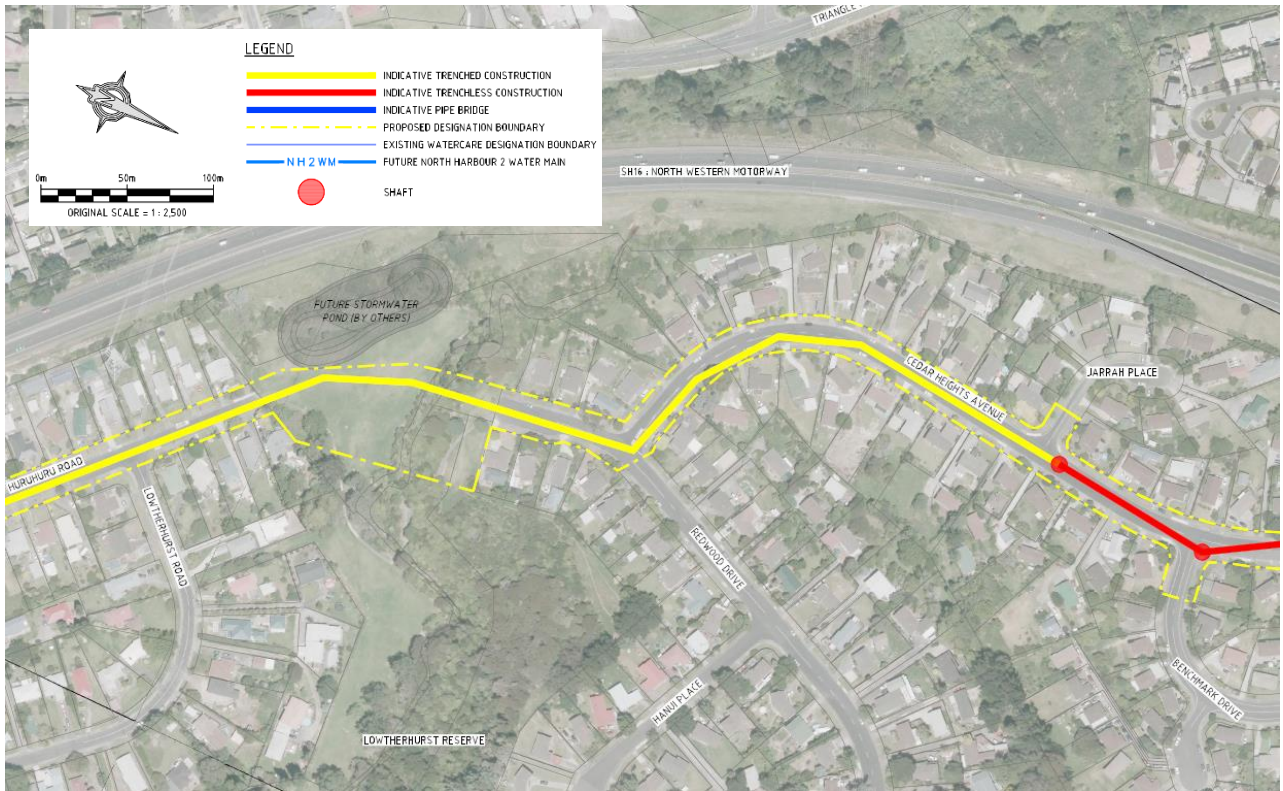 TRIANGLE
LEGEND
INDICATIVE TRENCHED CONSTRUCTION
INDICATIVE TRENCHLESS CONSTRUCTION
INDICATIVE PIPE BRIDGE
PROPOSED DESIGNATION BOUNDARY
EXISTING WATERCARE DESIGNATION BOUNDARY
NH2WM FUTURE NORTH HARBOUR 2 WATER MAIN
SHAFT
0m 50m 100m
ORIGINAL SCALE = 1 : 2,500
SH16 : NORTH WESTERN MOTORWAY
FUTURE STORMWATER
POND (BY OTHERS)
CEDAR HEIGHTS AVENUE
JARRAH PLACE
HURUHURU ROAD
LOWTHERHURST ROAD
REDWOOD DRIVE
HANUI PLACE
BENCHMARK DRIVE
LOWTHERHURST RESERVE